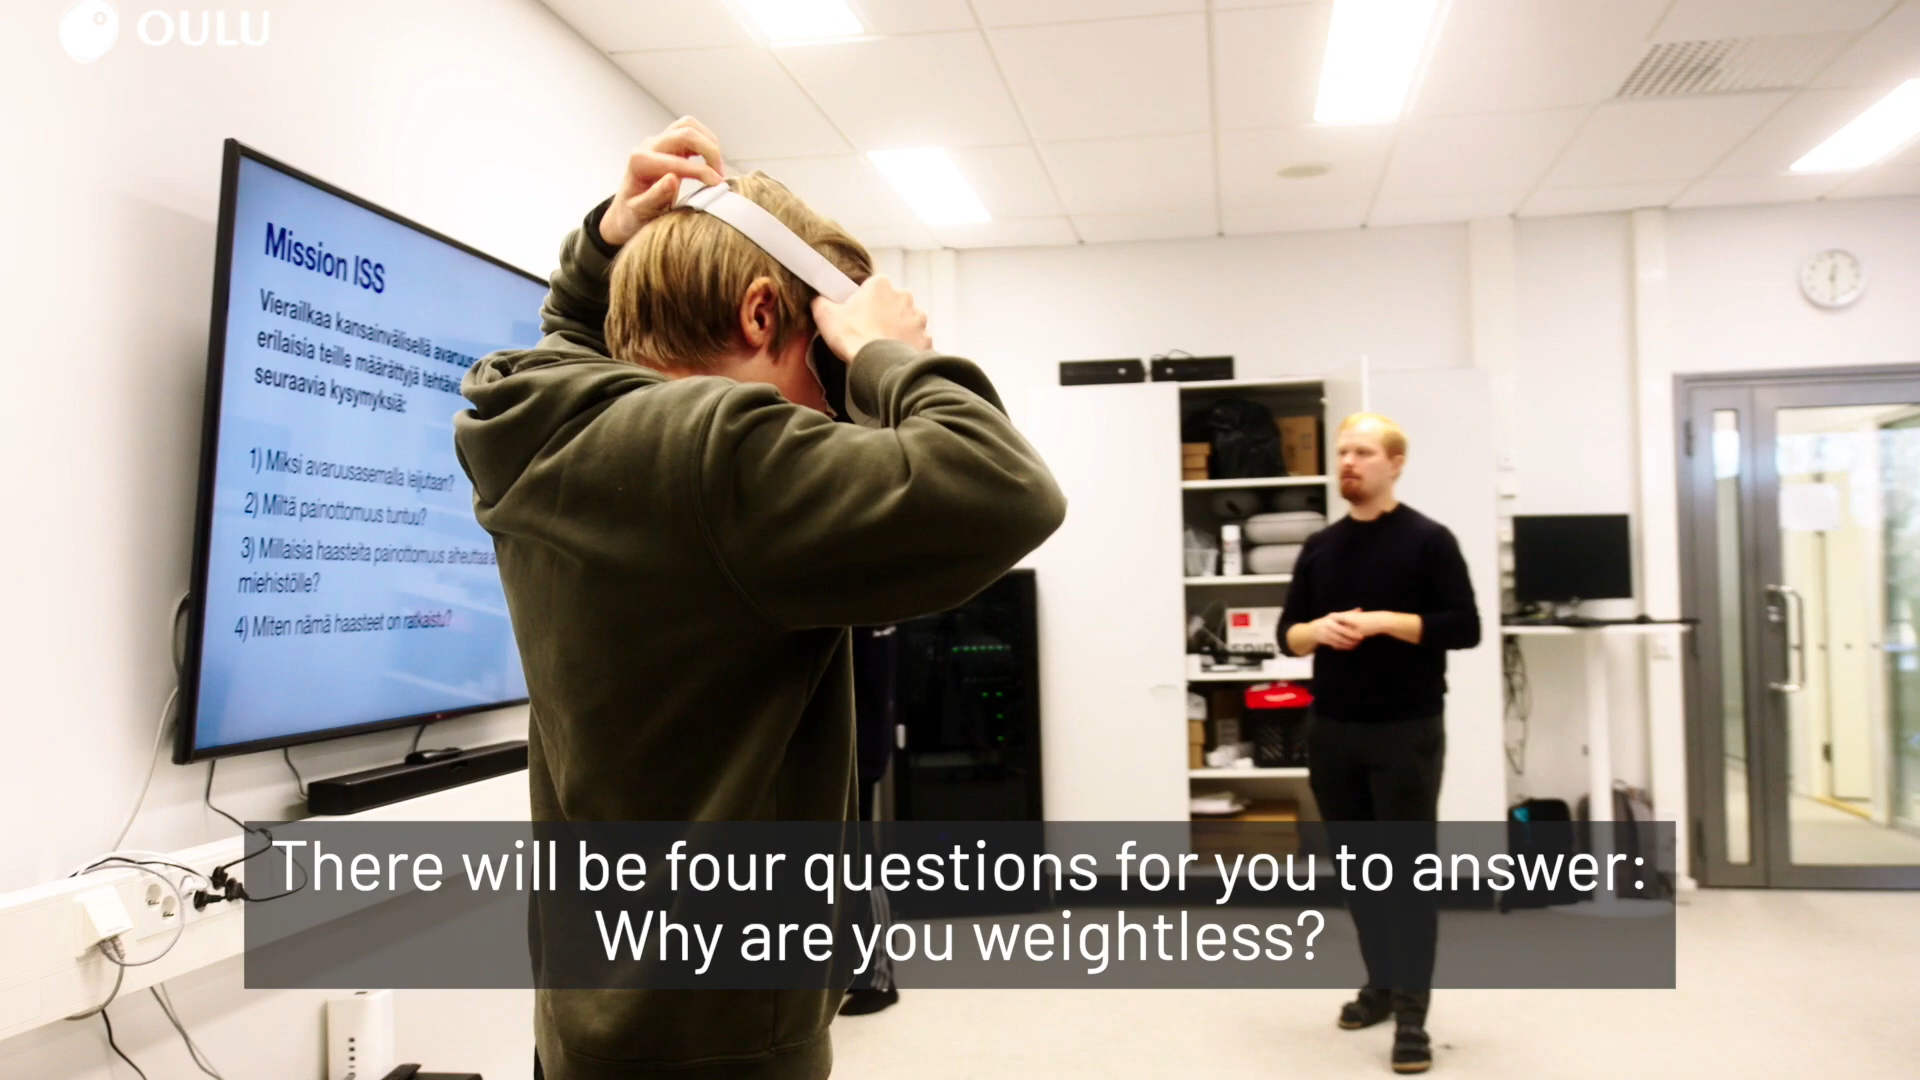 OULU
Mission ISS
Vierailkaa kansainvälisellä
erilaisia teille määrättyjä
seuraavia kysymyksiä:
1) Miksi avaruusasemalla leijutaan?
2) Miltä painottomuus tuntuu?
3) Millaisia haasteita painottomuus aiheuttaa
miehistölle?
4) Miten nämä haasteet on ratkaistu?
There will be four questions for you to answer:
Why are you weightless?